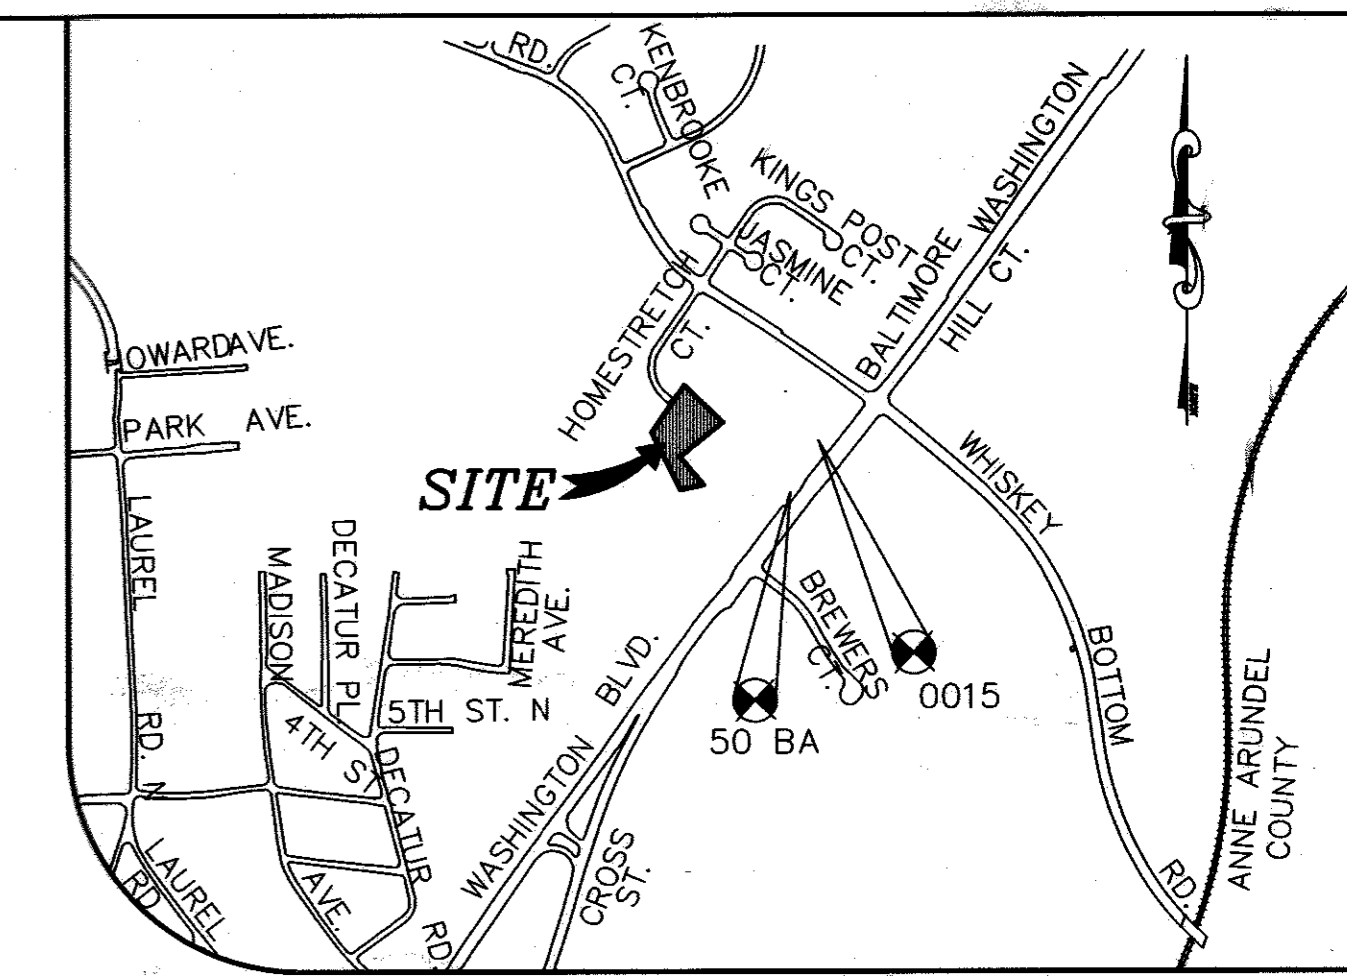 RD.
KENBROOKE
CT.
KINGS POST
CT.
JASMINE
CT.
HOMESTRETCH
CT.
BALTIMORE WASHINGTON
HILL CT.
OWARDAVE.
PARK AVE.
SITE
WHISKEY
BOTTOM
RD.
LAUREL
RD. N
MADISON
AVE.
DECATUR PL
MEREDITH
AVE.
5TH ST. N
4TH ST
DECATUR
RD.
WASHINGTON BLVD.
BREWERS
CT.
50 BA
0015
CROSS
ST.
LAUREL
RD
ANNE ARUNDEL
COUNTY